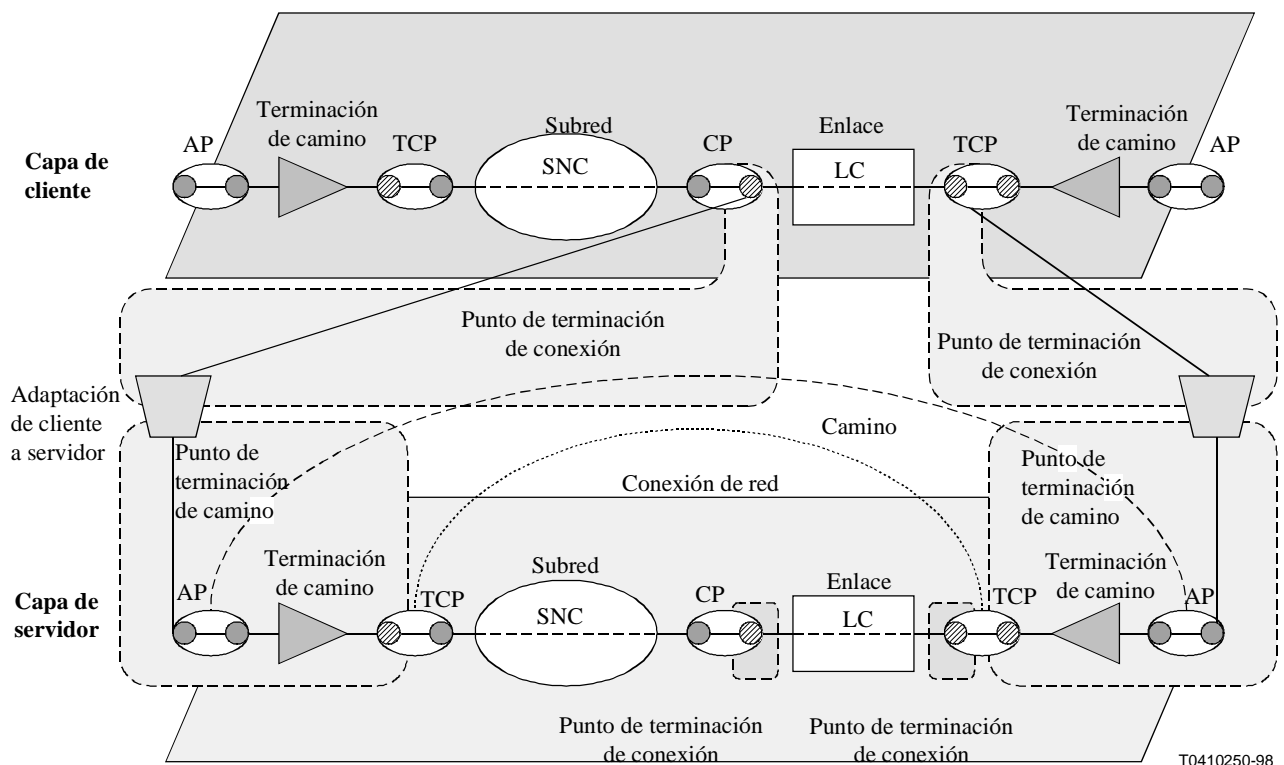 Terminación
de camino
Subred
Enlace
Terminación
de camino
AP
TCP
CP
TCP
AP
Capa de
cliente
SNC
LC
Punto de terminación
de conexión
Punto de terminación
de conexión
Adaptación
de cliente
a servidor
Camino
Punto de
terminación
de camino
Punto de
terminación
de camino
Conexión de red
Terminación
de camino
Subred
Enlace
Terminación
de camino
AP
TCP
CP
TCP
AP
Capa de
servidor
SNC
LC
Punto de terminación
de conexión
Punto de terminación
de conexión
T0410250-98